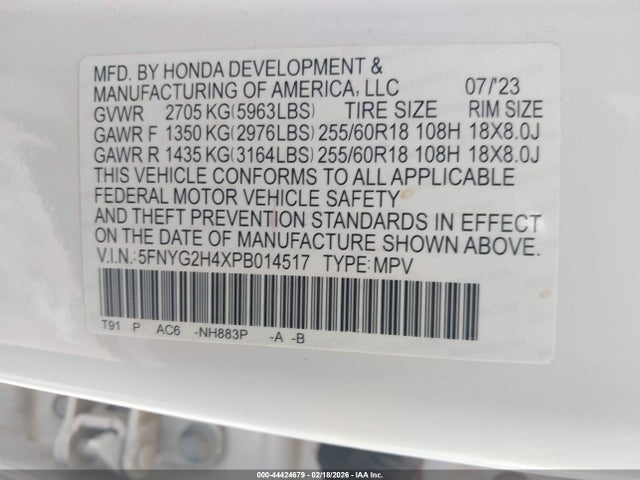 MFD. BY HONDA DEVELOPMENT &
MANUFACTURING OF AMERICA, LLC 07/'23
GVWR 2705 KG(5963LBS) TIRE SIZE RIM SIZE
GAWR F 1350 KG(2976LBS) 255/60R18 108H 18X8.0J
GAWR R 1435 KG(3164LBS) 255/60R18 108H 18X8.0J
THIS VEHICLE CONFORMS TO ALL APPLICABLE
FEDERAL MOTOR VEHICLE SAFETY
AND THEFT PREVENTION STANDARDS IN EFFECT
ON THE DATE OF MANUFACTURE SHOWN ABOVE.
V.I.N.:5FNYG2H4XPB014517 TYPE:MPV
T91 P AC6 -NH883P -A -B
000-44424679 - 02/18/2026 - IAA Inc.